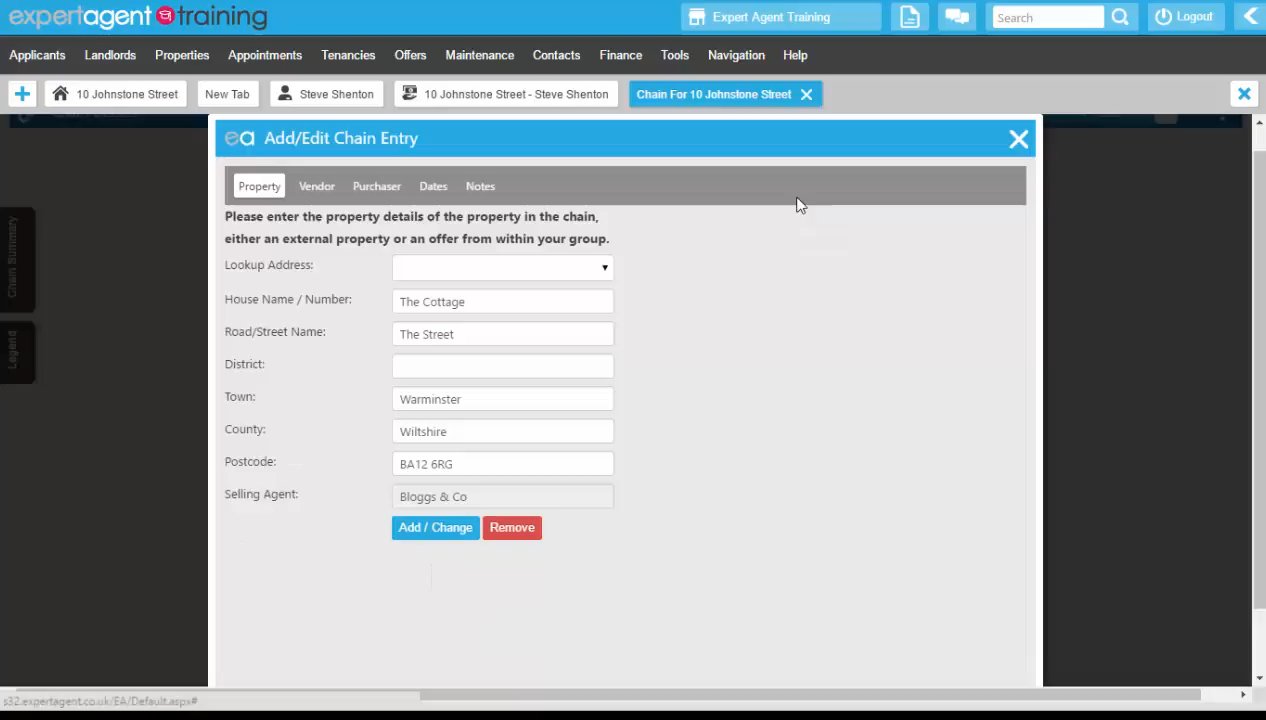 expertagent training
Expert Agent Training
Search
Logout
Applicants Landlords Properties Appointments Tenancies Offers Maintenance Contacts Finance Tools Navigation Help
10 Johnstone Street New Tab Steve Shenton 10 Johnstone Street - Steve Shenton Chain For 10 Johnstone Street
ea Add/Edit Chain Entry
Property Vendor Purchaser Dates Notes
Please enter the property details of the property in the chain,
either an external property or an offer from within your group.
Lookup Address:
House Name / Number: The Cottage
Road/Street Name: The Street
District:
Town: Warminster
County: Wiltshire
Postcode: BA12 6RG
Selling Agent: Bloggs & Co
Add / Change Remove
Chain Summary
Legend
s32.expertagent.co.uk/EA/Default.aspx#